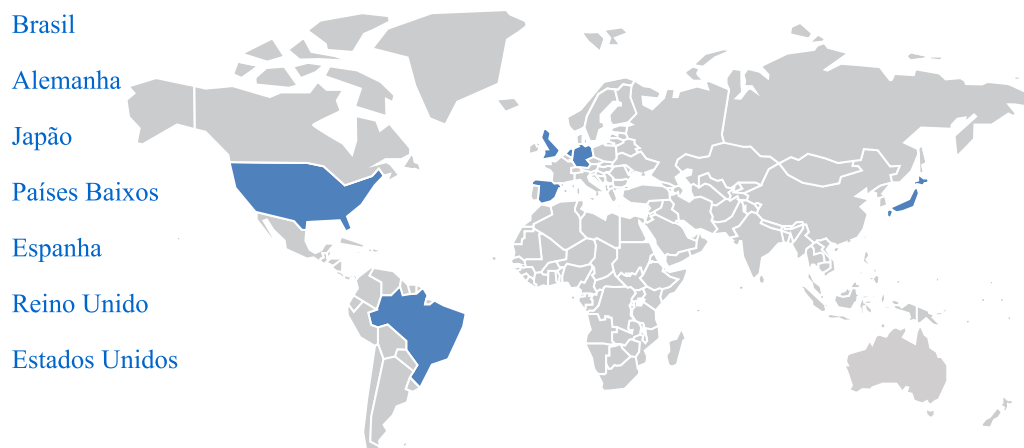 Brasil
Alemanha
Japão
Países Baixos
Espanha
Reino Unido
Estados Unidos